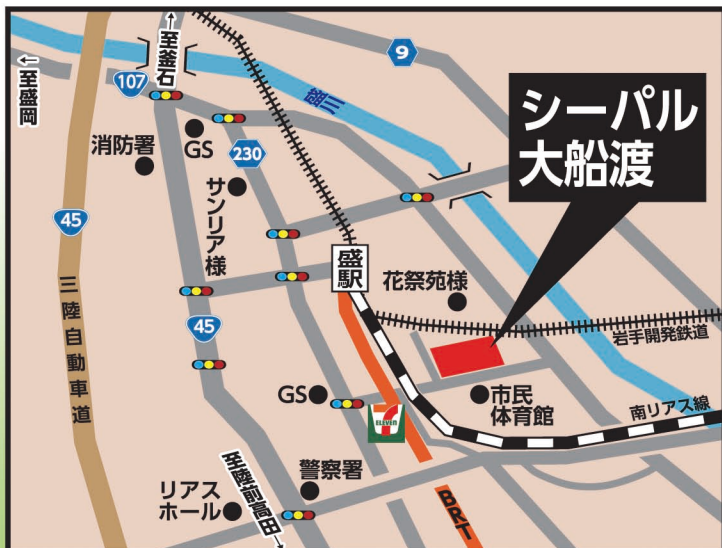 至釜石
9
至盛岡
107
盛川
シーパル
大船渡
消防署
GS
230
サンリア様
45
盛駅
花祭苑様
三陸自動車道
45
岩手開発鉄道
GS
市民
体育館
7
ELEVEN
南リアス線
至陸前高田
警察署
リアス
ホール
BRT